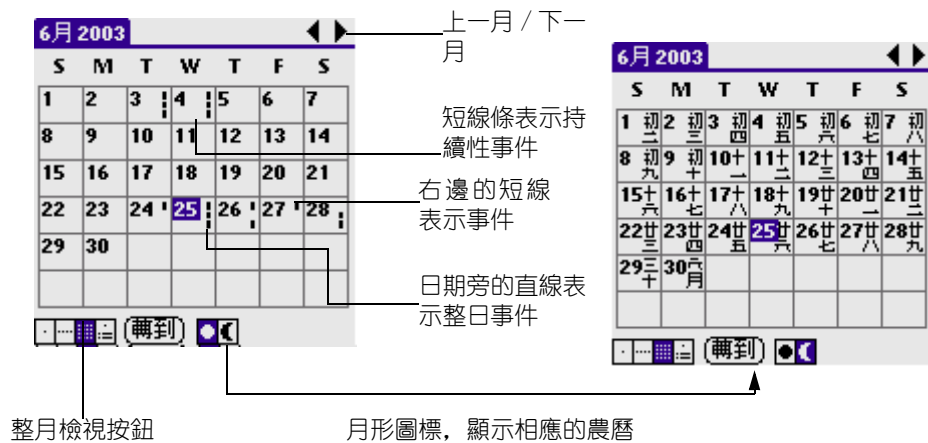 6月 2003
S M T W T F S
1 2 3 4 5 6 7
8 9 10 11 12 13 14
15 16 17 18 19 20 21
22 23 24 25 26 27 28
29 30
轉到
上一月 / 下一
月
短線條表示持
續性事件
右邊的短線
表示事件
日期旁的直線表
示整日事件
6月 2003
S M T W T F S
1 初二 2 初三 3 初四 4 初五 5 初六 6 初七 7 初八
8 初九 9 初十 10 十一 11 十二 12 十三 13 十四 14 十五
15 十六 16 十七 17 十八 18 十九 19 廿十 20 廿一 21 廿二
22 廿三 23 廿四 24 廿五 25 廿六 26 廿七 27 廿八 28 廿九
29 三十 30 六月
轉到
整月檢視按鈕
月形圖標，顯示相應的農曆